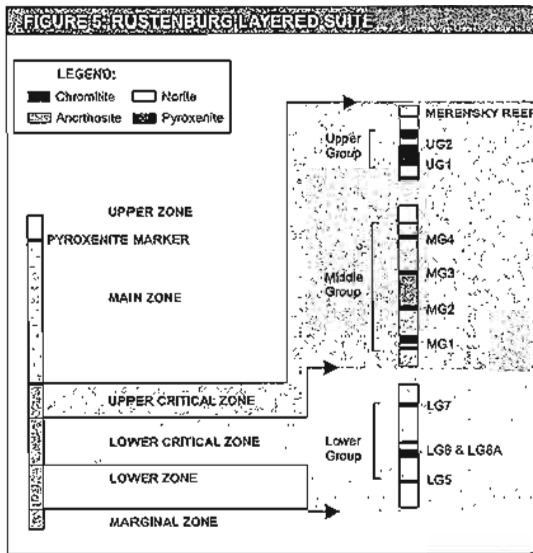 FIGURE 5: RUSTENBURG LAYERED SUITE
LEGEND:
Chromitite
Norite
Anorthosite
Pyroxenite
MERENSKY REEF
Upper
Group
UG2
UG1
UPPER ZONE
PYROXENITE MARKER
MAIN ZONE
MG4
Middle
Group
MG3
MG2
MG1
UPPER CRITICAL ZONE
LG7
LOWER CRITICAL ZONE
Lower
Group
LG6 & LG6A
LOWER ZONE
LG5
MARGINAL ZONE